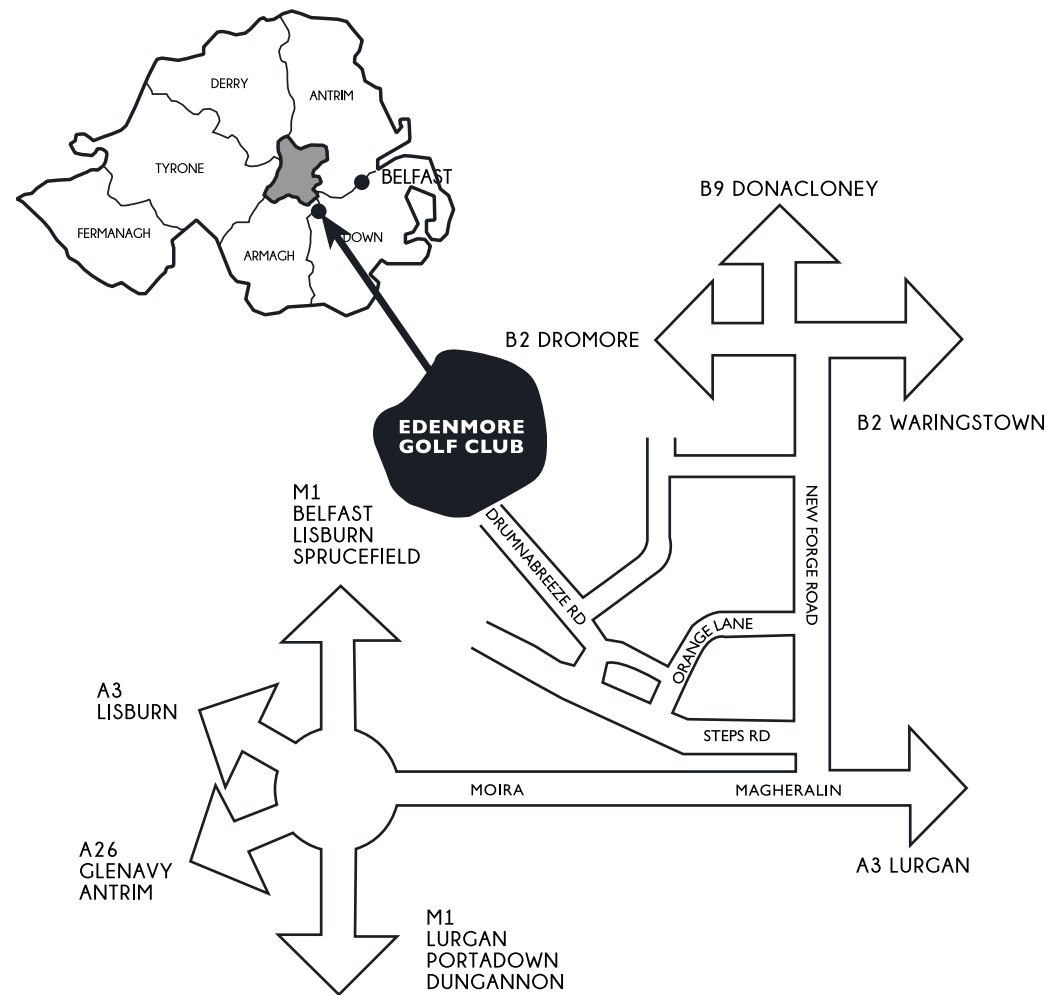 DERRY
ANTRIM
TYRONE
BELFAST
FERMANAGH
DOWN
ARMAGH
B9 DONACLONEY
B2 DROMORE
B2 WARINGSTOWN
EDENMORE
GOLF CLUB
M1
BELFAST
LISBURN
SPRUCEFIELD
DRUMNABREEZE RD
NEW FORGE ROAD
ORANGE LANE
A3
LISBURN
STEPS RD
MOIRA
MAGHERALIN
A26
GLENAVY
ANTRIM
A3 LURGAN
M1
LURGAN
PORTADOWN
DUNGANNON